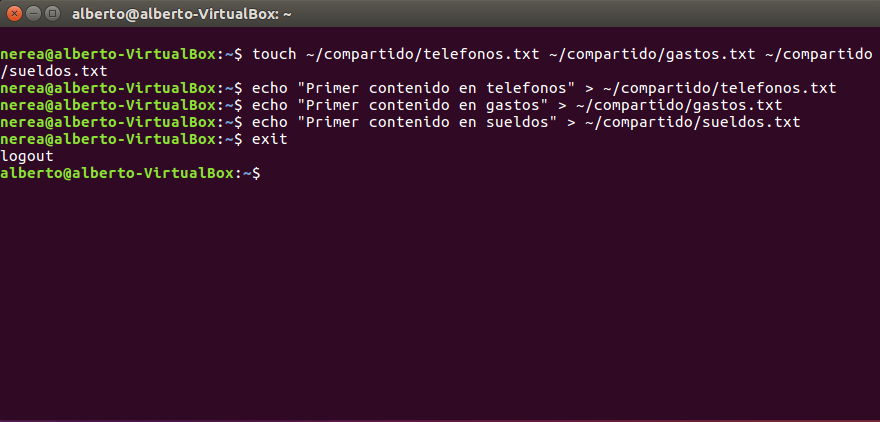 alberto@alberto-VirtualBox: ~
nerea@alberto-VirtualBox:~$ touch ~/compartido/telefonos.txt ~/compartido/gastos.txt ~/compartido
/sueldos.txt
nerea@alberto-VirtualBox:~$ echo "Primer contenido en telefonos" > ~/compartido/telefonos.txt
nerea@alberto-VirtualBox:~$ echo "Primer contenido en gastos" > ~/compartido/gastos.txt
nerea@alberto-VirtualBox:~$ echo "Primer contenido en sueldos" > ~/compartido/sueldos.txt
nerea@alberto-VirtualBox:~$ exit
logout
alberto@alberto-VirtualBox:~$